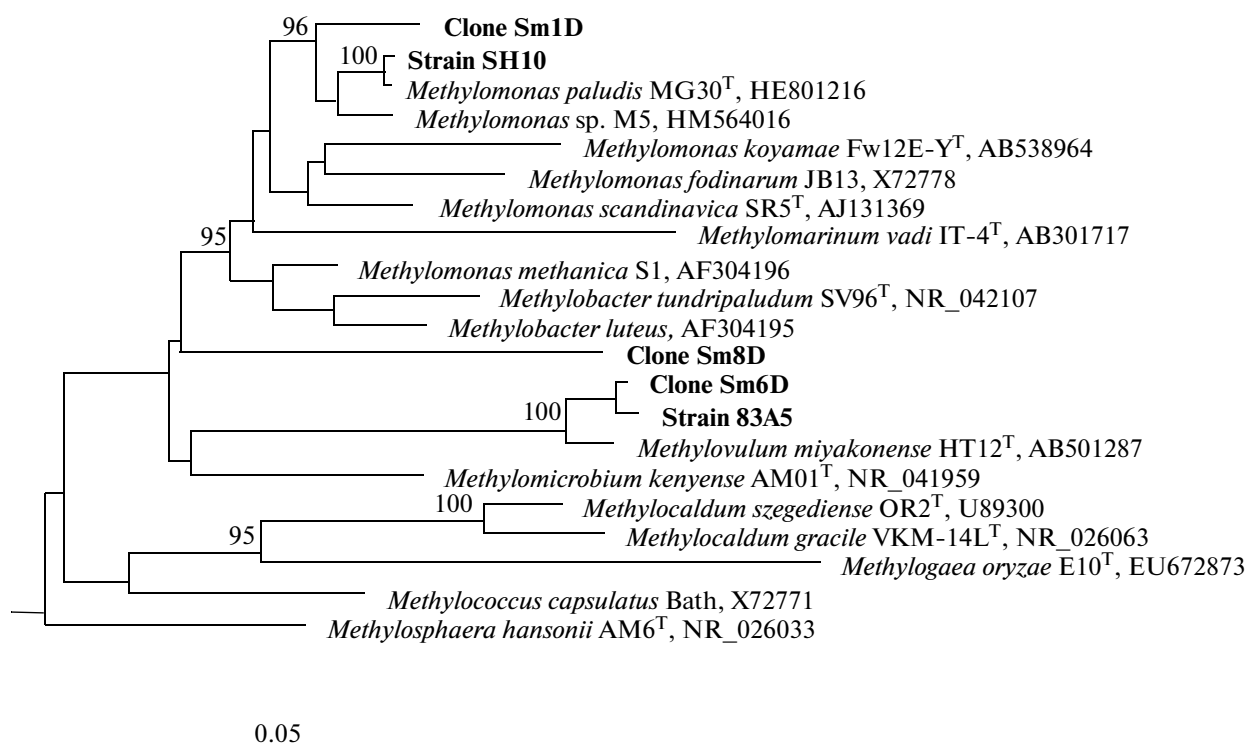 96
Clone Sm1D
100
Strain SH10
Methylomonas paludis MG30ᵀ, HE801216
Methylomonas sp. M5, HM564016
Methylomonas koyamae Fw12E-Yᵀ, AB538964
Methylomonas fodinarum JB13, X72778
Methylomonas scandinavica SR5ᵀ, AJ131369
95
Methylomarinum vadi IT-4ᵀ, AB301717
Methylomonas methanica S1, AF304196
Methylobacter tundripaludum SV96ᵀ, NR_042107
Methylobacter luteus, AF304195
Clone Sm8D
Clone Sm6D
100
Strain 83A5
Methylovulum miyakonense HT12ᵀ, AB501287
Methylomicrobium kenyense AM01ᵀ, NR_041959
100
Methylocaldum szegediense OR2ᵀ, U89300
95
Methylocaldum gracile VKM-14Lᵀ, NR_026063
Methylogaea oryzae E10ᵀ, EU672873
Methylococcus capsulatus Bath, X72771
Methylosphaera hansonii AM6ᵀ, NR_026033
0.05